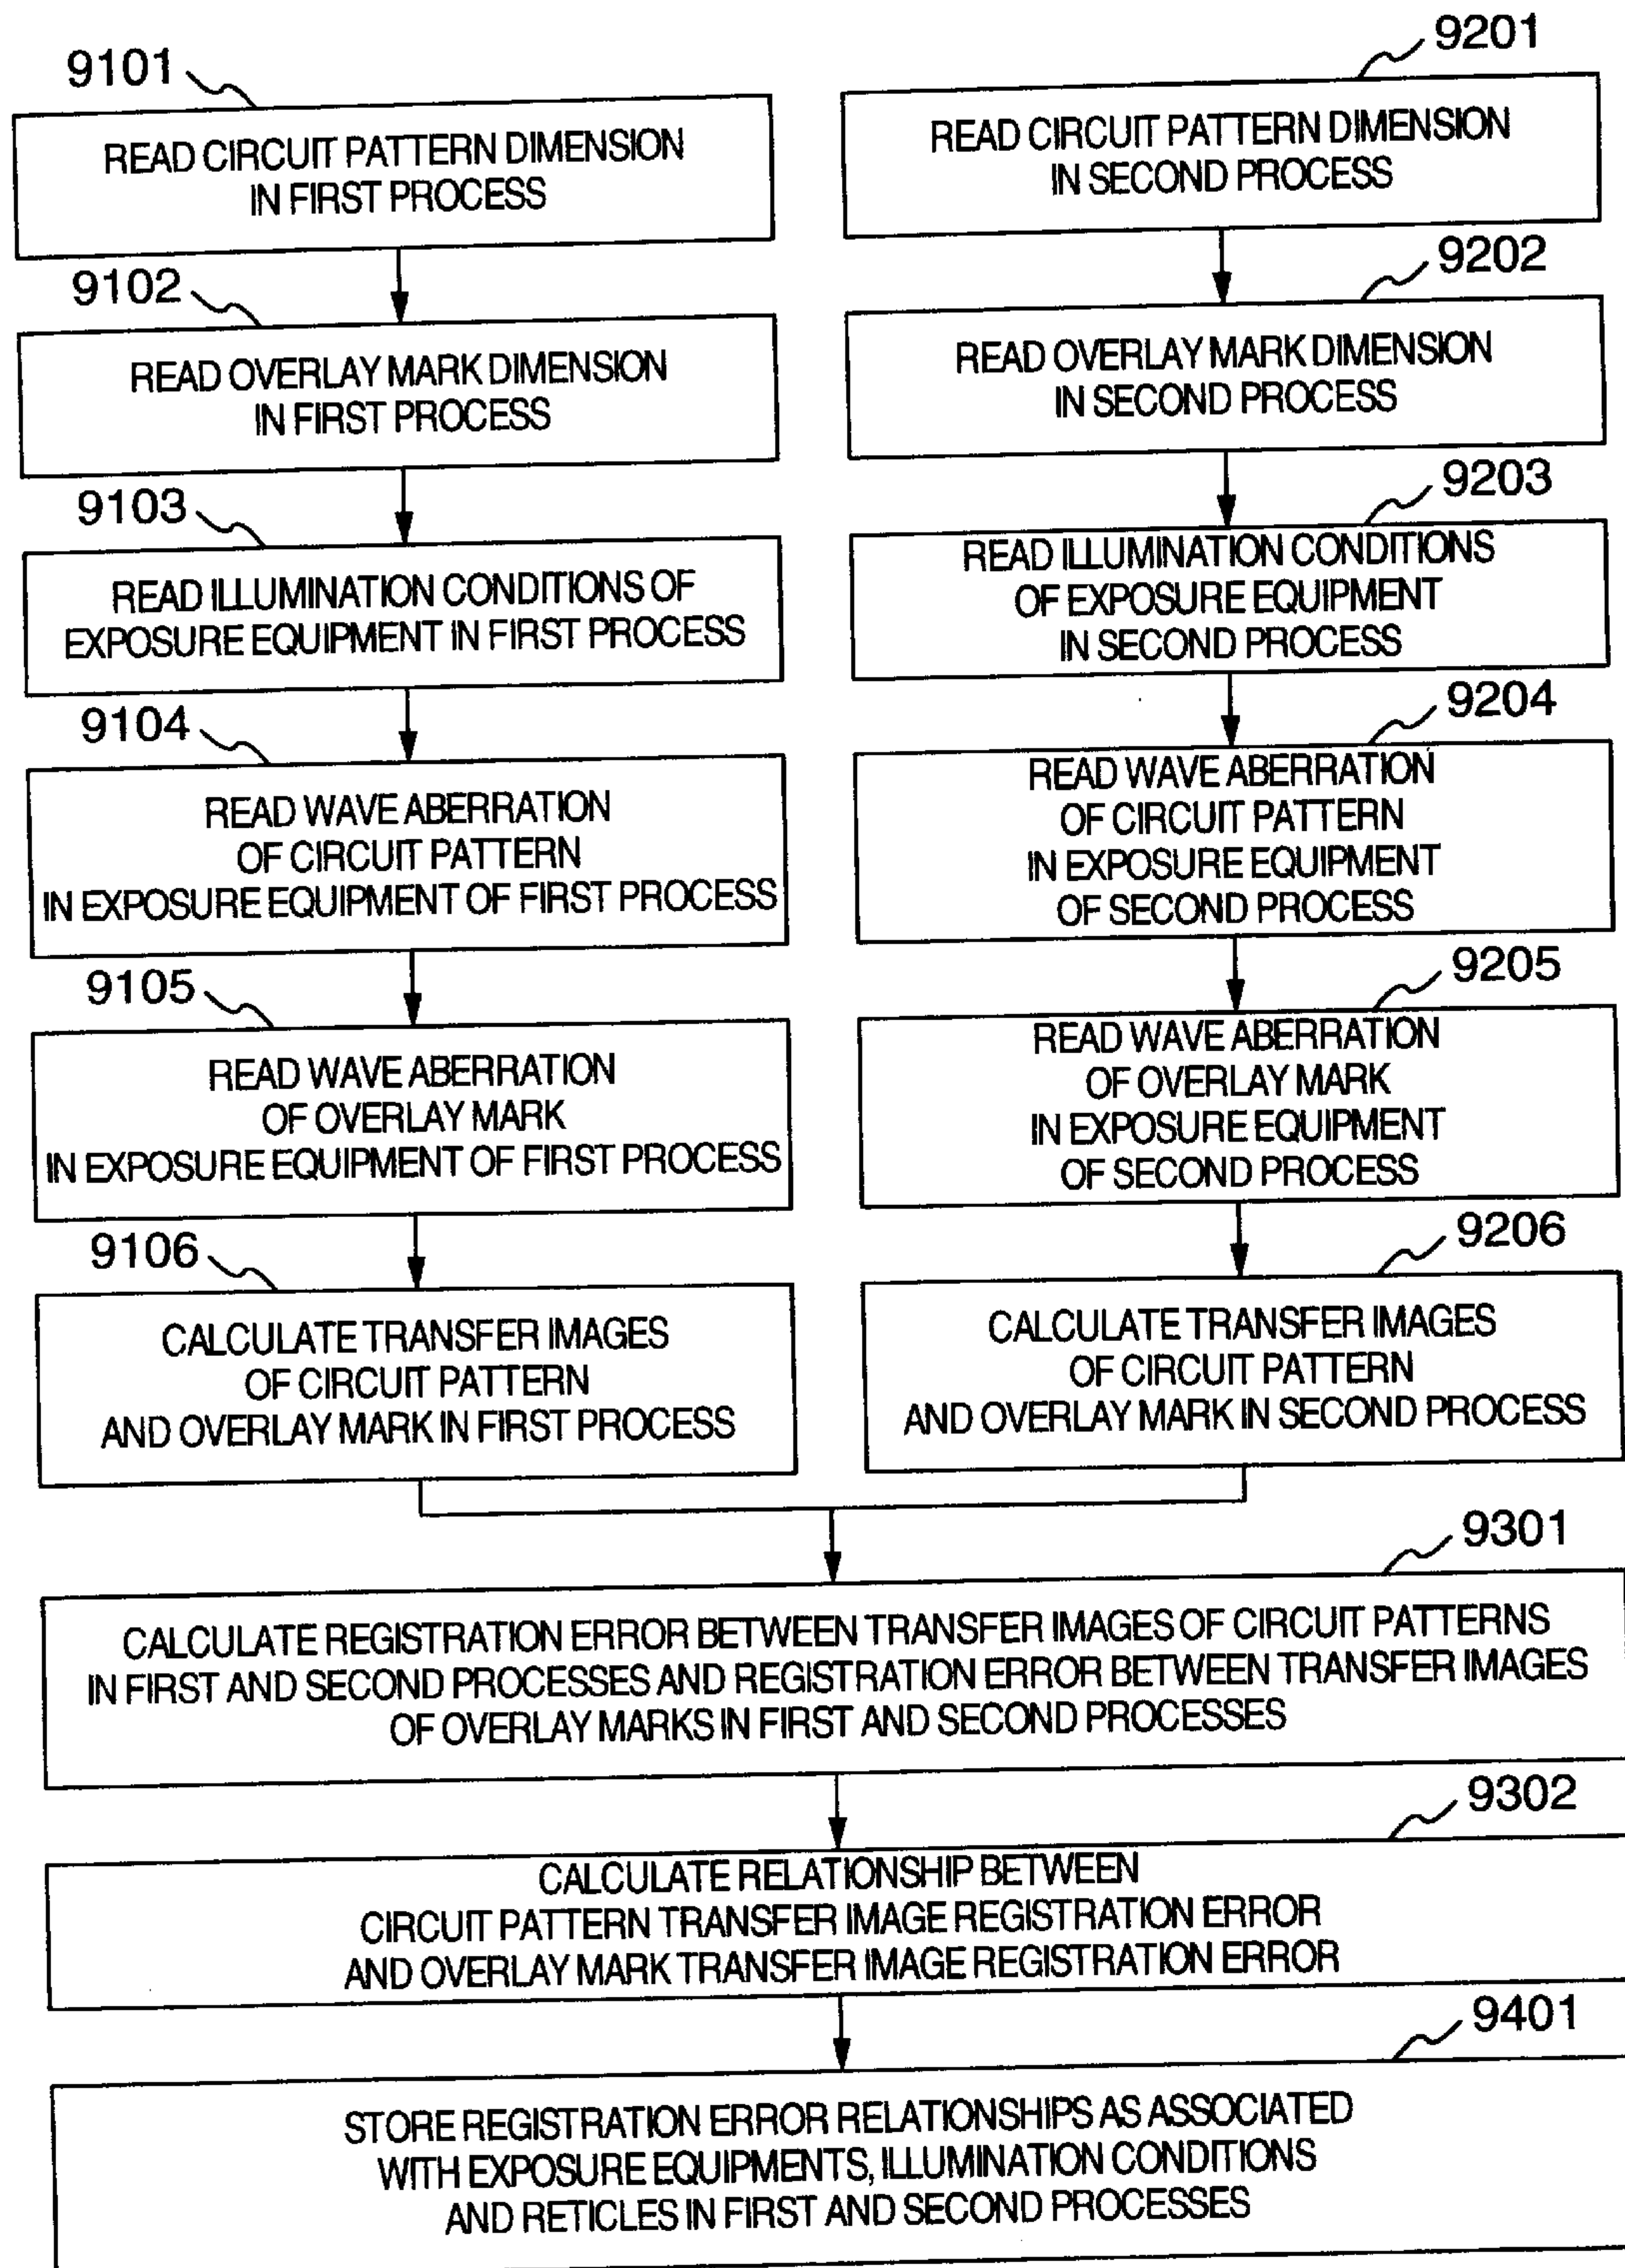 9101
READ CIRCUIT PATTERN DIMENSION
IN FIRST PROCESS
9102
READ OVERLAY MARK DIMENSION
IN FIRST PROCESS
9103
READ ILLUMINATION CONDITIONS OF
EXPOSURE EQUIPMENT IN FIRST PROCESS
9104
READ WAVE ABERRATION
OF CIRCUIT PATTERN
IN EXPOSURE EQUIPMENT OF FIRST PROCESS
9105
READ WAVE ABERRATION
OF OVERLAY MARK
IN EXPOSURE EQUIPMENT OF FIRST PROCESS
9106
CALCULATE TRANSFER IMAGES
OF CIRCUIT PATTERN
AND OVERLAY MARK IN FIRST PROCESS
9201
READ CIRCUIT PATTERN DIMENSION
IN SECOND PROCESS
9202
READ OVERLAY MARK DIMENSION
IN SECOND PROCESS
9203
READ ILLUMINATION CONDITIONS
OF EXPOSURE EQUIPMENT
IN SECOND PROCESS
9204
READ WAVE ABERRATION
OF CIRCUIT PATTERN
IN EXPOSURE EQUIPMENT
OF SECOND PROCESS
9205
READ WAVE ABERRATION
OF OVERLAY MARK
IN EXPOSURE EQUIPMENT
OF SECOND PROCESS
9206
CALCULATE TRANSFER IMAGES
OF CIRCUIT PATTERN
AND OVERLAY MARK IN SECOND PROCESS
9301
CALCULATE REGISTRATION ERROR BETWEEN TRANSFER IMAGES OF CIRCUIT PATTERNS
IN FIRST AND SECOND PROCESSES AND REGISTRATION ERROR BETWEEN TRANSFER IMAGES
OF OVERLAY MARKS IN FIRST AND SECOND PROCESSES
9302
CALCULATE RELATIONSHIP BETWEEN
CIRCUIT PATTERN TRANSFER IMAGE REGISTRATION ERROR
AND OVERLAY MARK TRANSFER IMAGE REGISTRATION ERROR
9401
STORE REGISTRATION ERROR RELATIONSHIPS AS ASSOCIATED
WITH EXPOSURE EQUIPMENTS, ILLUMINATION CONDITIONS
AND RETICLES IN FIRST AND SECOND PROCESSES